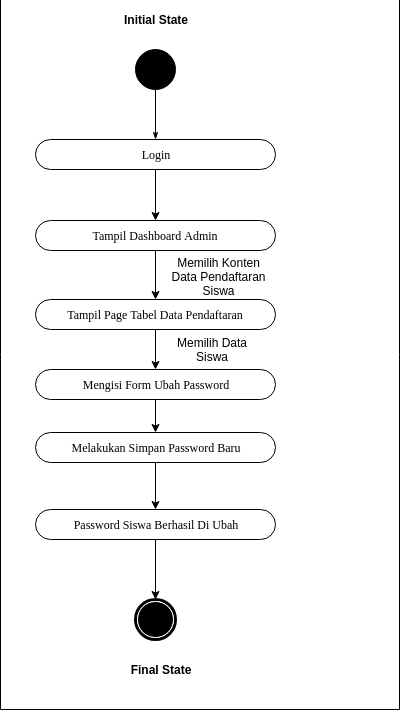 Initial State
Login
Tampil Dashboard Admin
Memilih Konten
Data Pendaftaran
Siswa
Tampil Page Tabel Data Pendaftaran
Memilih Data
Siswa
Mengisi Form Ubah Password
Melakukan Simpan Password Baru
Password Siswa Berhasil Di Ubah
Final State